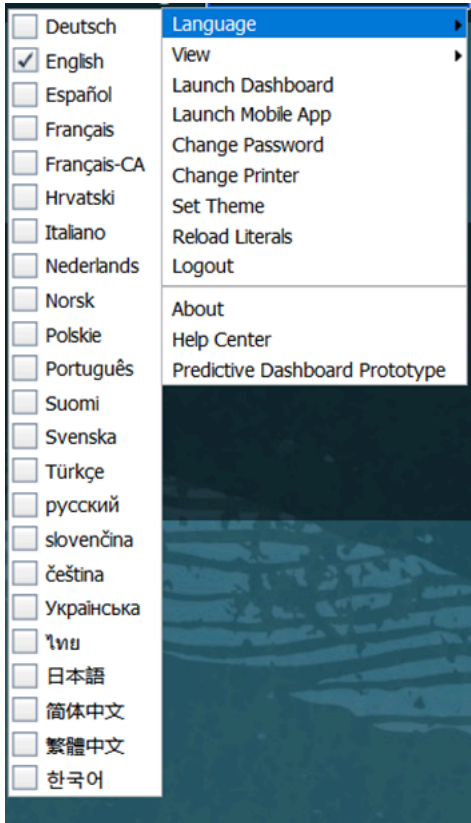 Deutsch
English
Español
Français
Français-CA
Hrvatski
Italiano
Nederlands
Norsk
Polskie
Português
Suomi
Svenska
Türkçe
русский
slovenčina
čeština
Українська
ไทย
日本語
简体中文
繁體中文
한국어
Language
View
Launch Dashboard
Launch Mobile App
Change Password
Change Printer
Set Theme
Reload Literals
Logout
About
Help Center
Predictive Dashboard Prototype